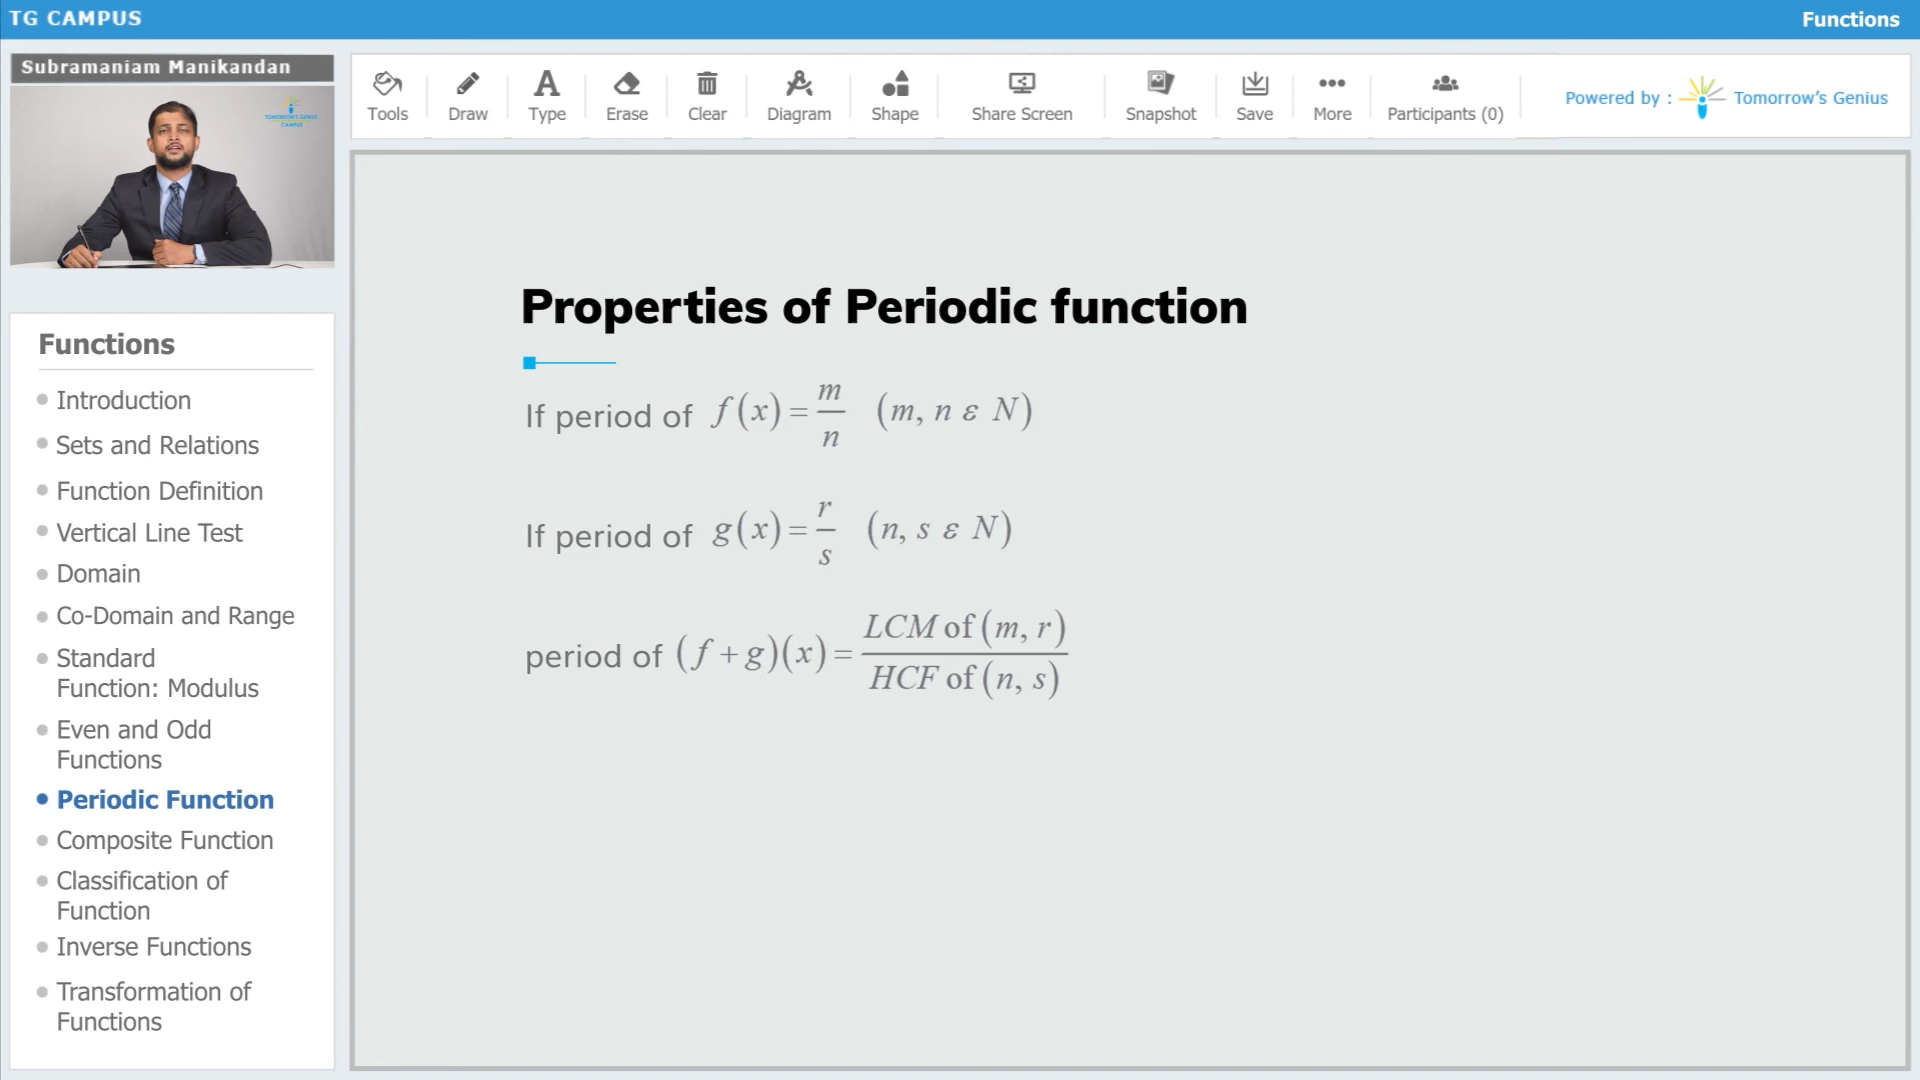 TG CAMPUS
Functions
Subramaniam Manikandan
TOMORROW'S GENIUS
CAMPUS
Tools
Draw
Type
Erase
Clear
Diagram
Shape
Share Screen
Snapshot
Save
More
Participants (0)
Powered by : Tomorrow's Genius
Functions
Introduction
Sets and Relations
Function Definition
Vertical Line Test
Domain
Co-Domain and Range
Standard
Function: Modulus
Even and Odd
Functions
Periodic Function
Composite Function
Classification of
Function
Inverse Functions
Transformation of
Functions
Properties of Periodic function
If period of f(x) = m/n (m, n ε N)
If period of g(x) = r/s (n, s ε N)
period of (f + g)(x) = LCM of (m, r) / HCF of (n, s)